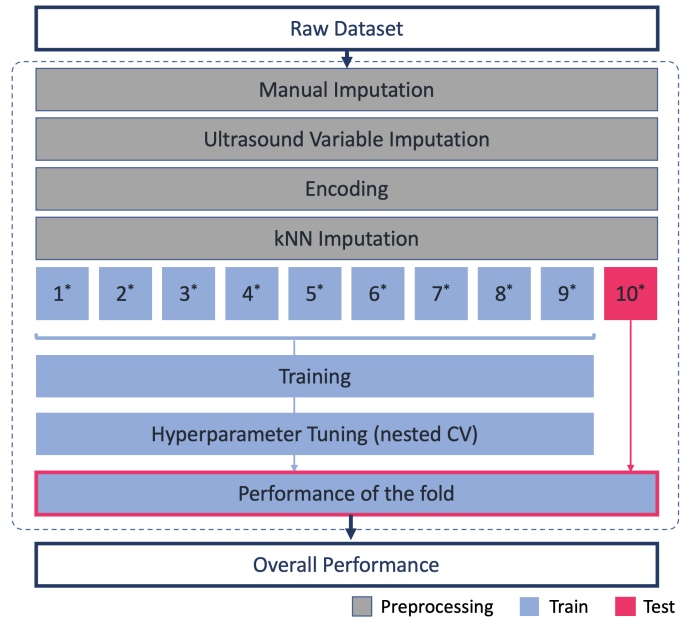 Raw Dataset
Manual Imputation
Ultrasound Variable Imputation
Encoding
kNN Imputation
1* 2* 3* 4* 5* 6* 7* 8* 9* 10*
Training
Hyperparameter Tuning (nested CV)
Performance of the fold
Overall Performance
Preprocessing Train Test